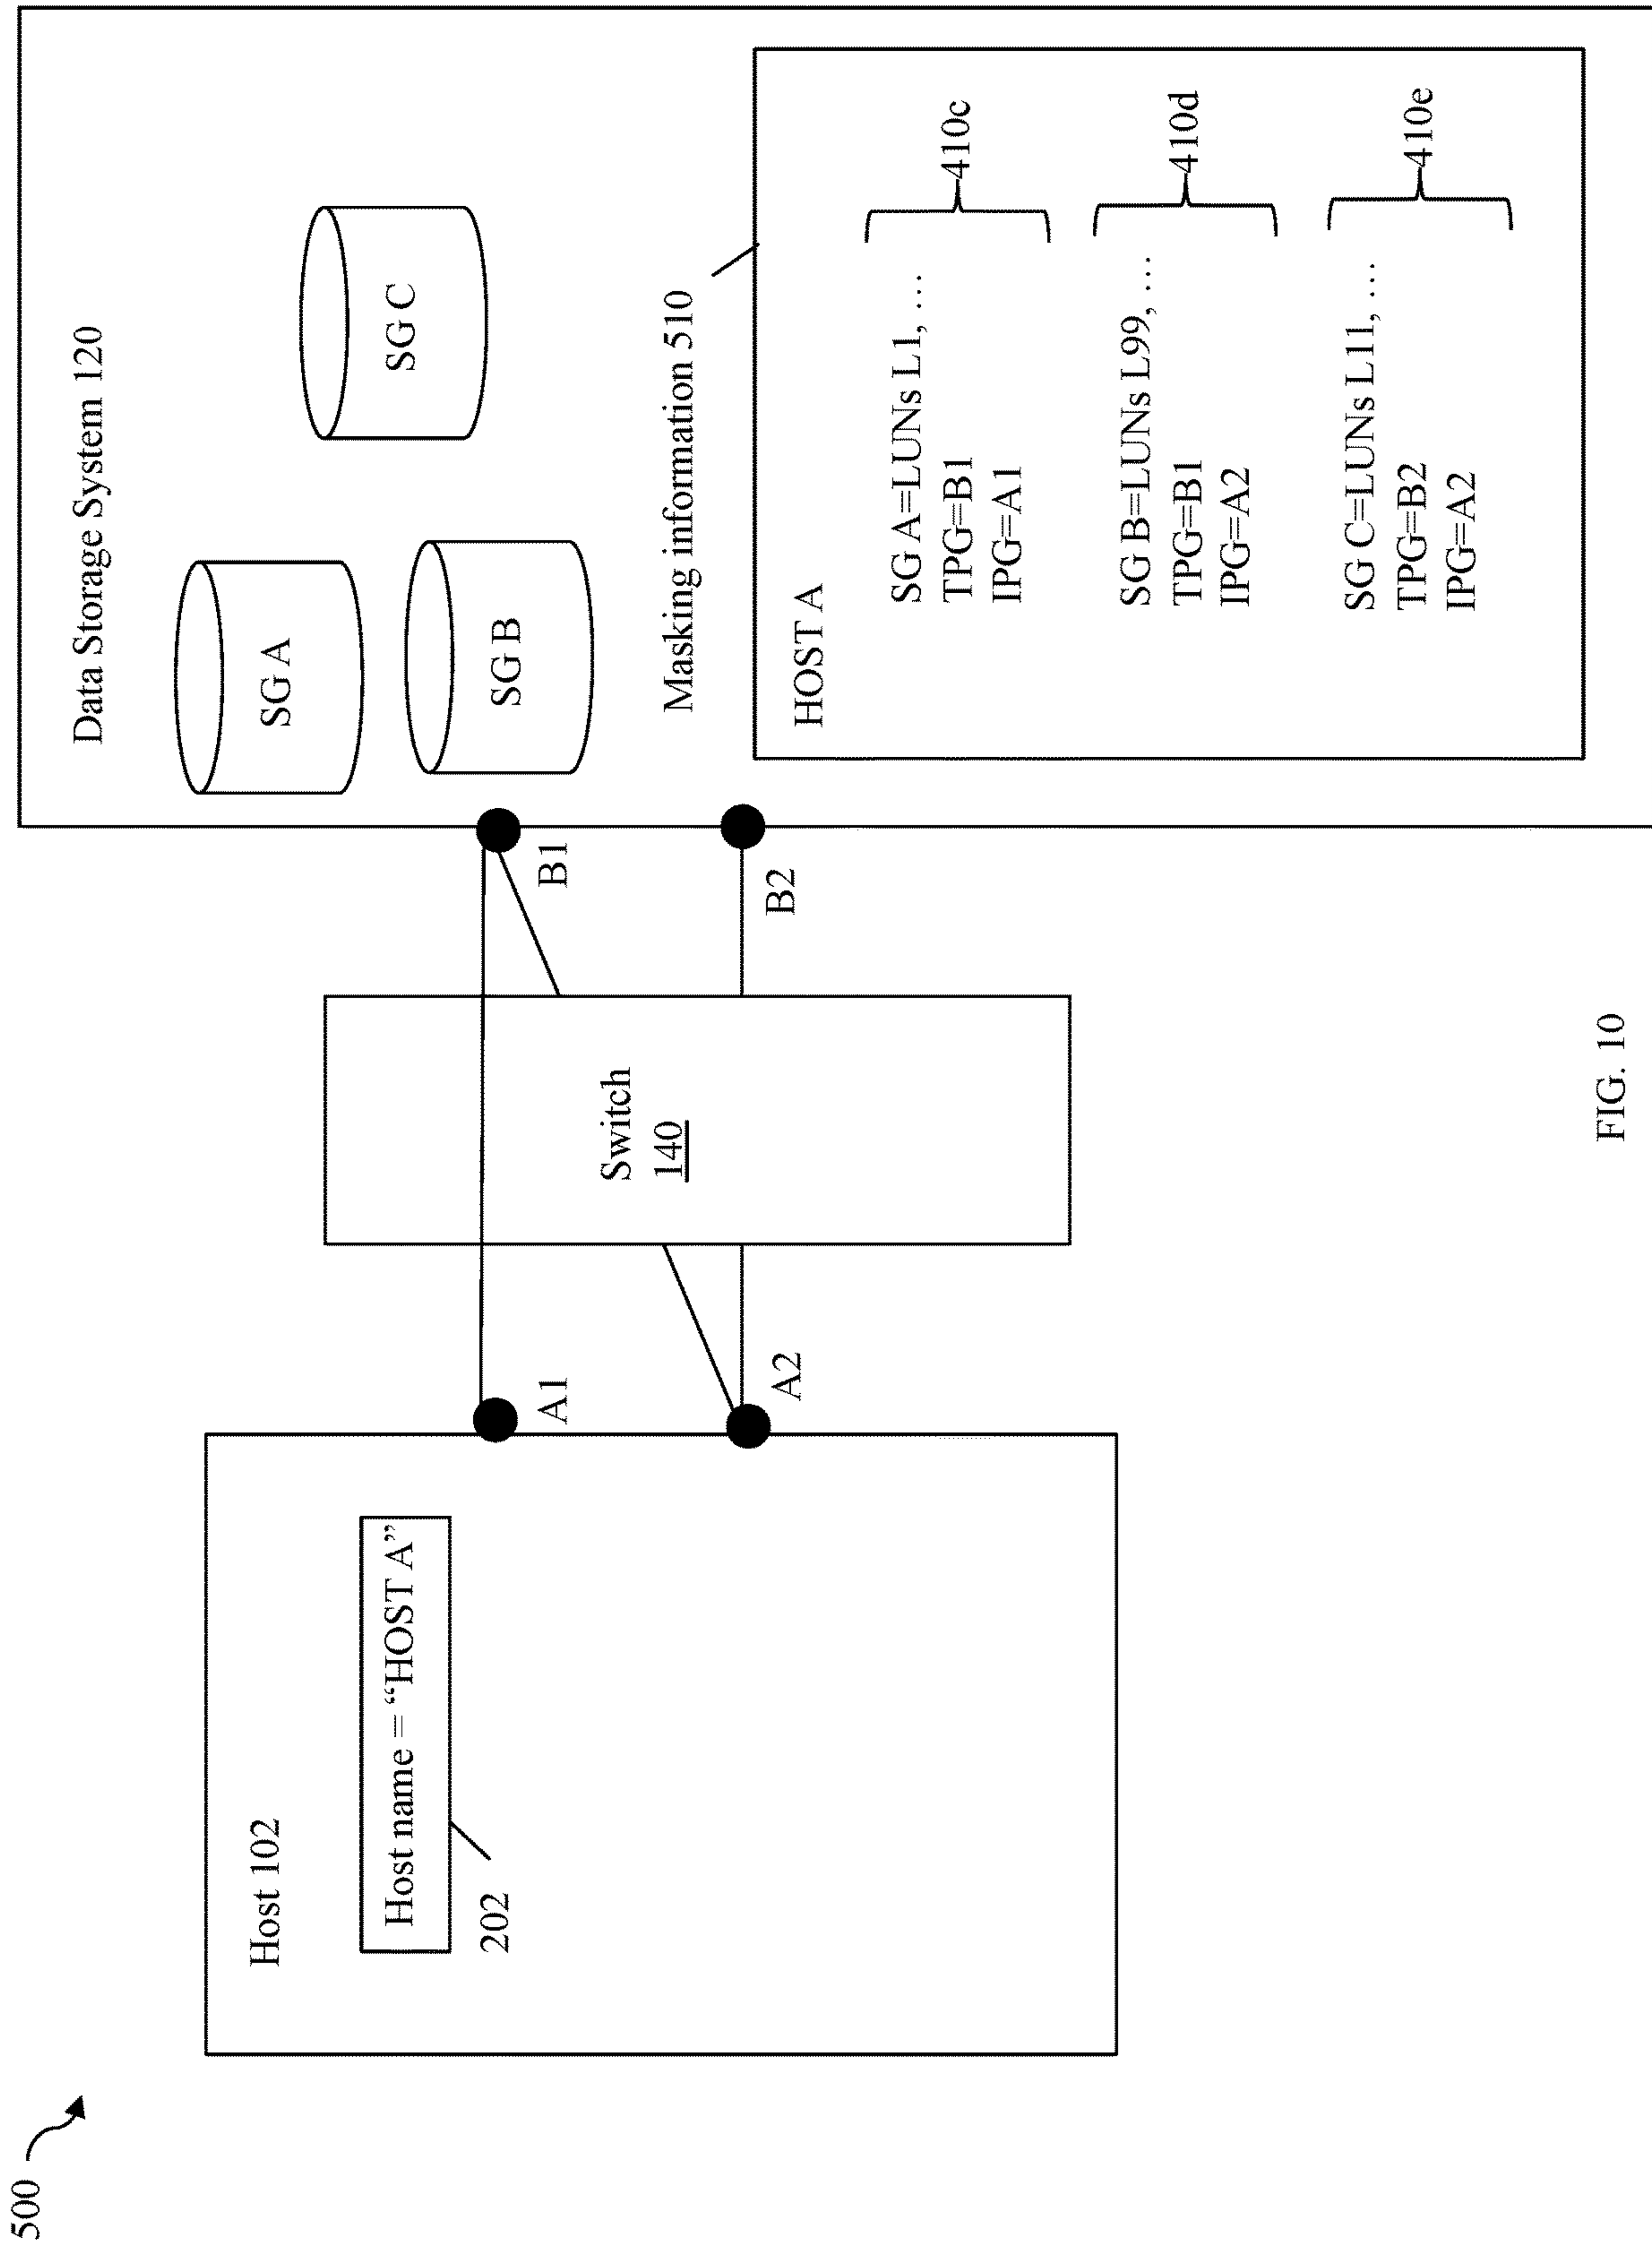 500
Host 102
Host name = “HOST A”
202
A1
A2
Switch
140
B1
B2
Data Storage System 120
SG A
SG B
SG C
Masking information 510
HOST A
SG A=LUNs L1, …
TPG=B1
IPG=A1
410c
SG B=LUNs L99, …
TPG=B1
IPG=A2
410d
SG C=LUNs L11, …
TPG=B2
IPG=A2
410e
FIG. 10